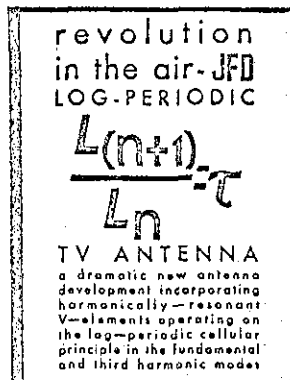 revolution
in the air-JFD
LOG-PERIODIC
L(n+1)
Ln
=τ
TV ANTENNA
a dramatic new antenna
development incorporating
harmonically—resonant
V—elements operating on
the log—periodic cellular
principle in the fundamental
and third harmonic modes